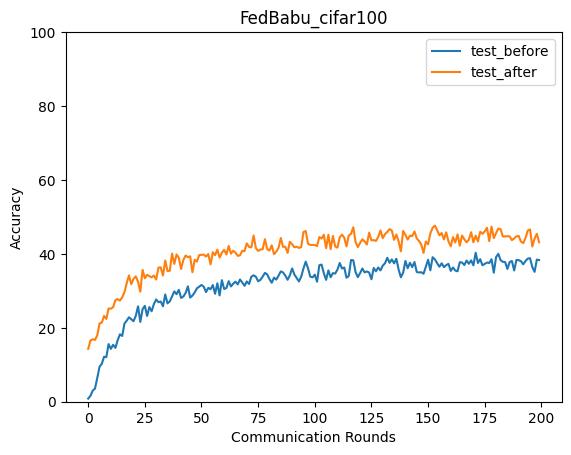 FedBabu_cifar100
100
80
60
40
20
0
Accuracy
test_before
test_after
0 25 50 75 100 125 150 175 200
Communication Rounds